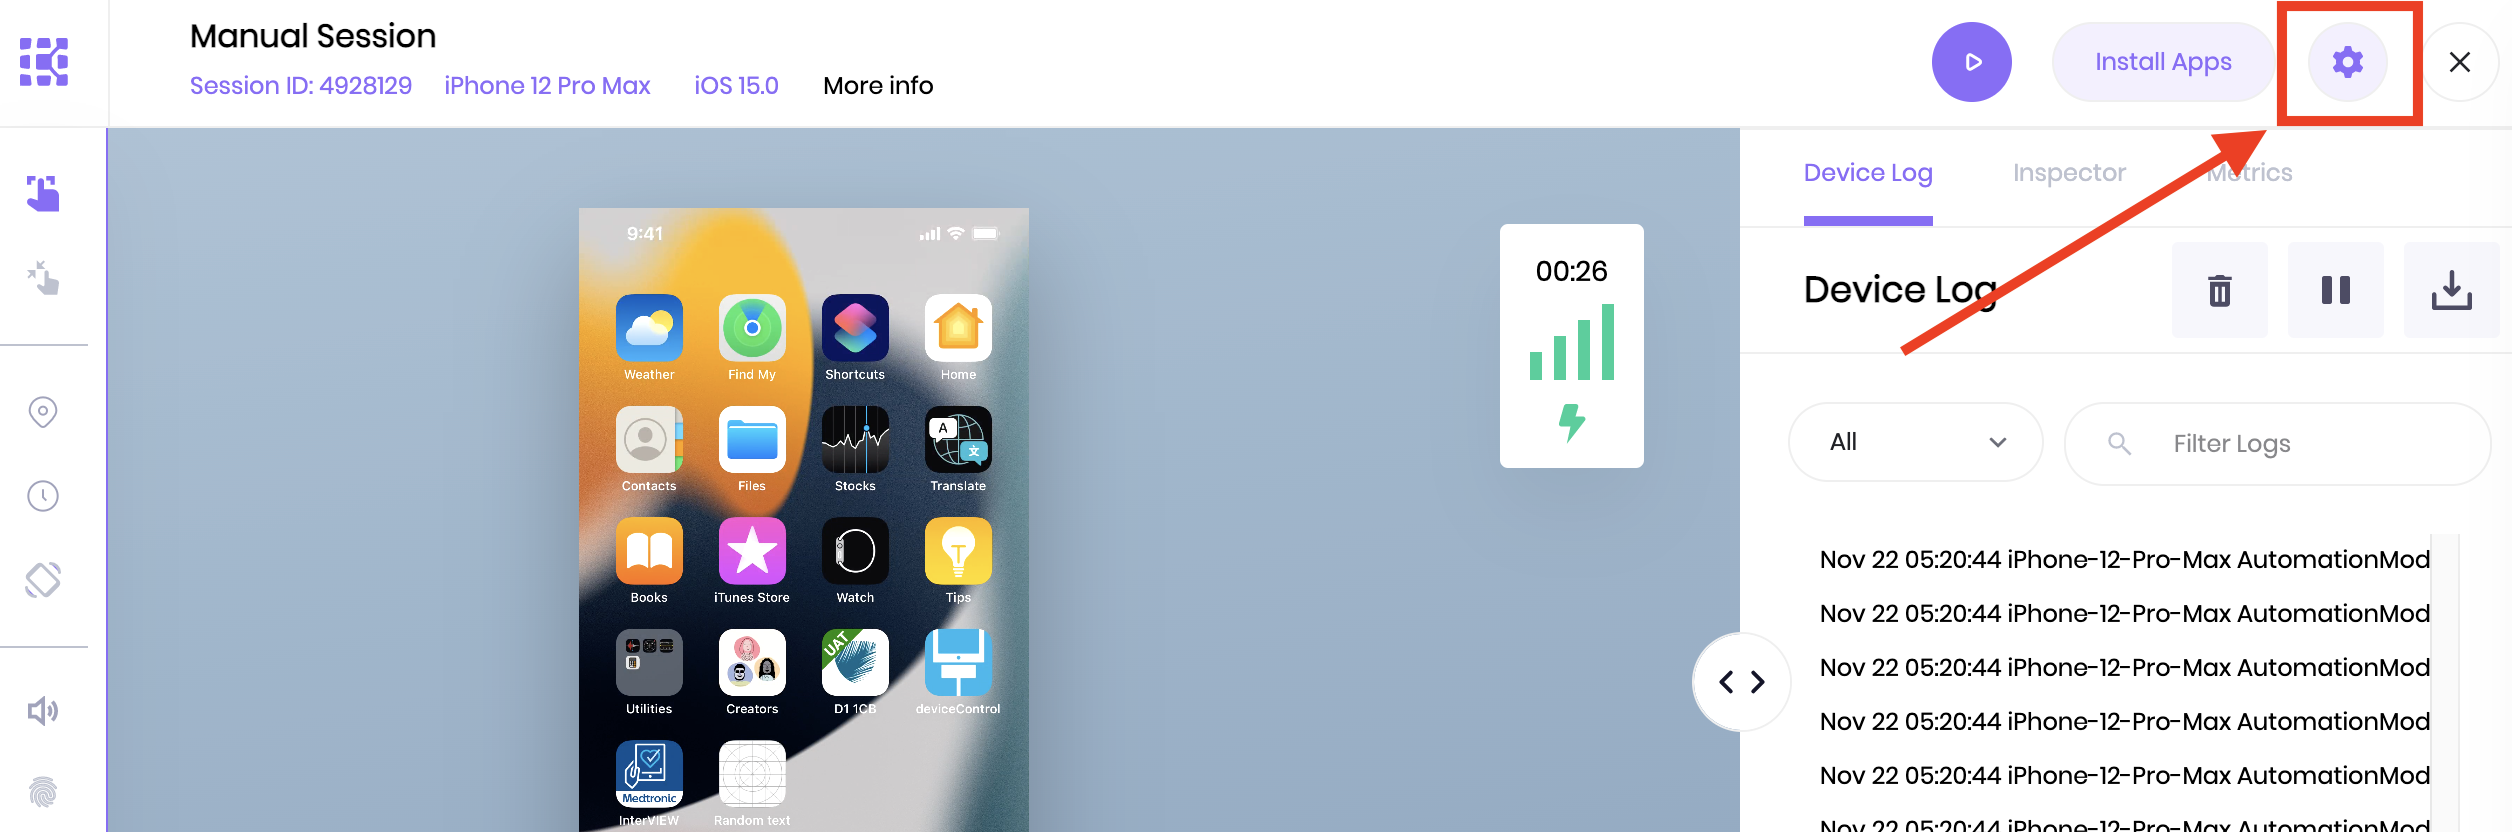 Manual Session
Session ID: 4928129 iPhone 12 Pro Max iOS 15.0 More info
Install Apps
Device Log Inspector Metrics
9:41
00:26
Device Log
Weather Find My Shortcuts Home
A 文
Contacts Files Stocks Translate
All
Filter Logs
Books iTunes Store Watch Tips
UAT
Utilities Creators D1 1CB deviceControl
Medtronic
InterVIEW Random text
Nov 22 05:20:44 iPhone-12-Pro-Max AutomationMod
Nov 22 05:20:44 iPhone-12-Pro-Max AutomationMod
Nov 22 05:20:44 iPhone-12-Pro-Max AutomationMod
Nov 22 05:20:44 iPhone-12-Pro-Max AutomationMod
Nov 22 05:20:44 iPhone-12-Pro-Max AutomationMod
Nov 22 05:20:44 iPhone-12-Pro-Max AutomationMod